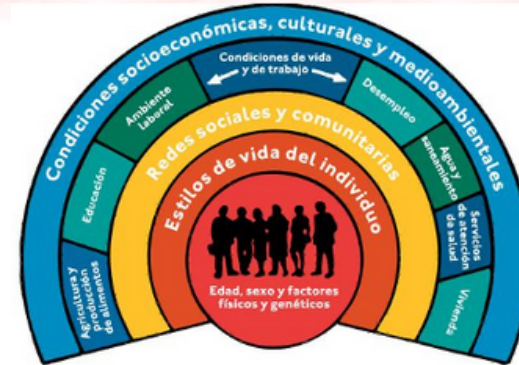 Condiciones socioeconómicas, culturales y medioambientales
Condiciones de vida
y de trabajo
Ambiente
laboral
Educación
Agricultura y
producción
de alimentos
Desempleo
Agua y
saneamiento
Servicios
de atención
de salud
Vivienda
Redes sociales y comunitarias
Estilos de vida del individuo
Edad, sexo y factores
físicos y genéticos